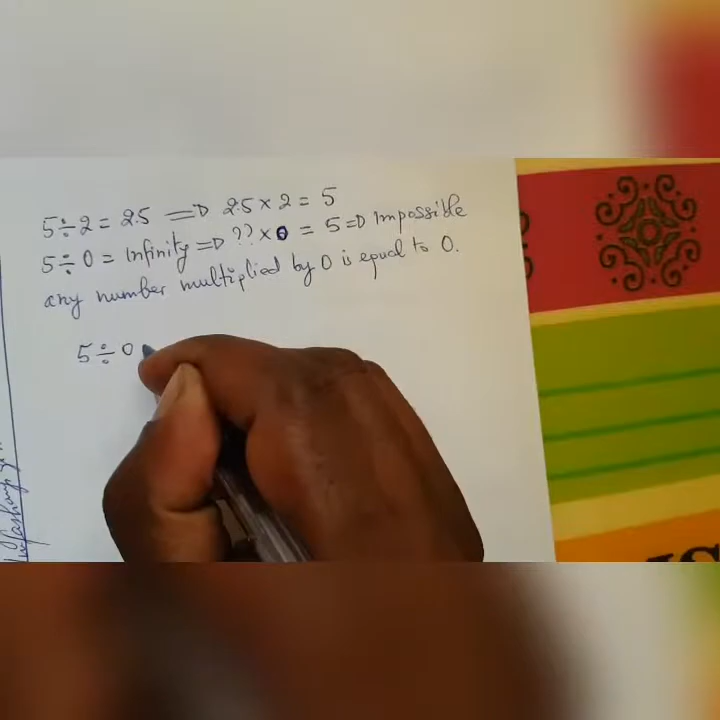 5÷2 = 2.5 ⟹ 2.5 × 2 = 5
5÷0 = Infinity ⟹ ?? × 0 = 5 ⟹ Impossible
any number multiplied by 0 is equal to 0.
5÷0